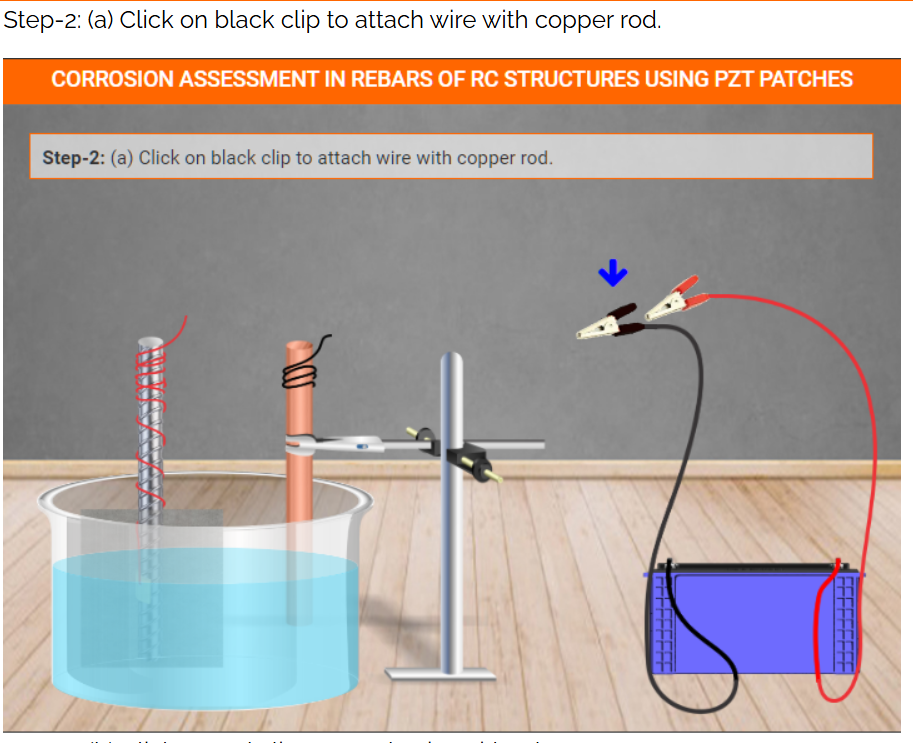 Step-2: (a) Click on black clip to attach wire with copper rod.
CORROSION ASSESSMENT IN REBARS OF RC STRUCTURES USING PZT PATCHES
Step-2: (a) Click on black clip to attach wire with copper rod.